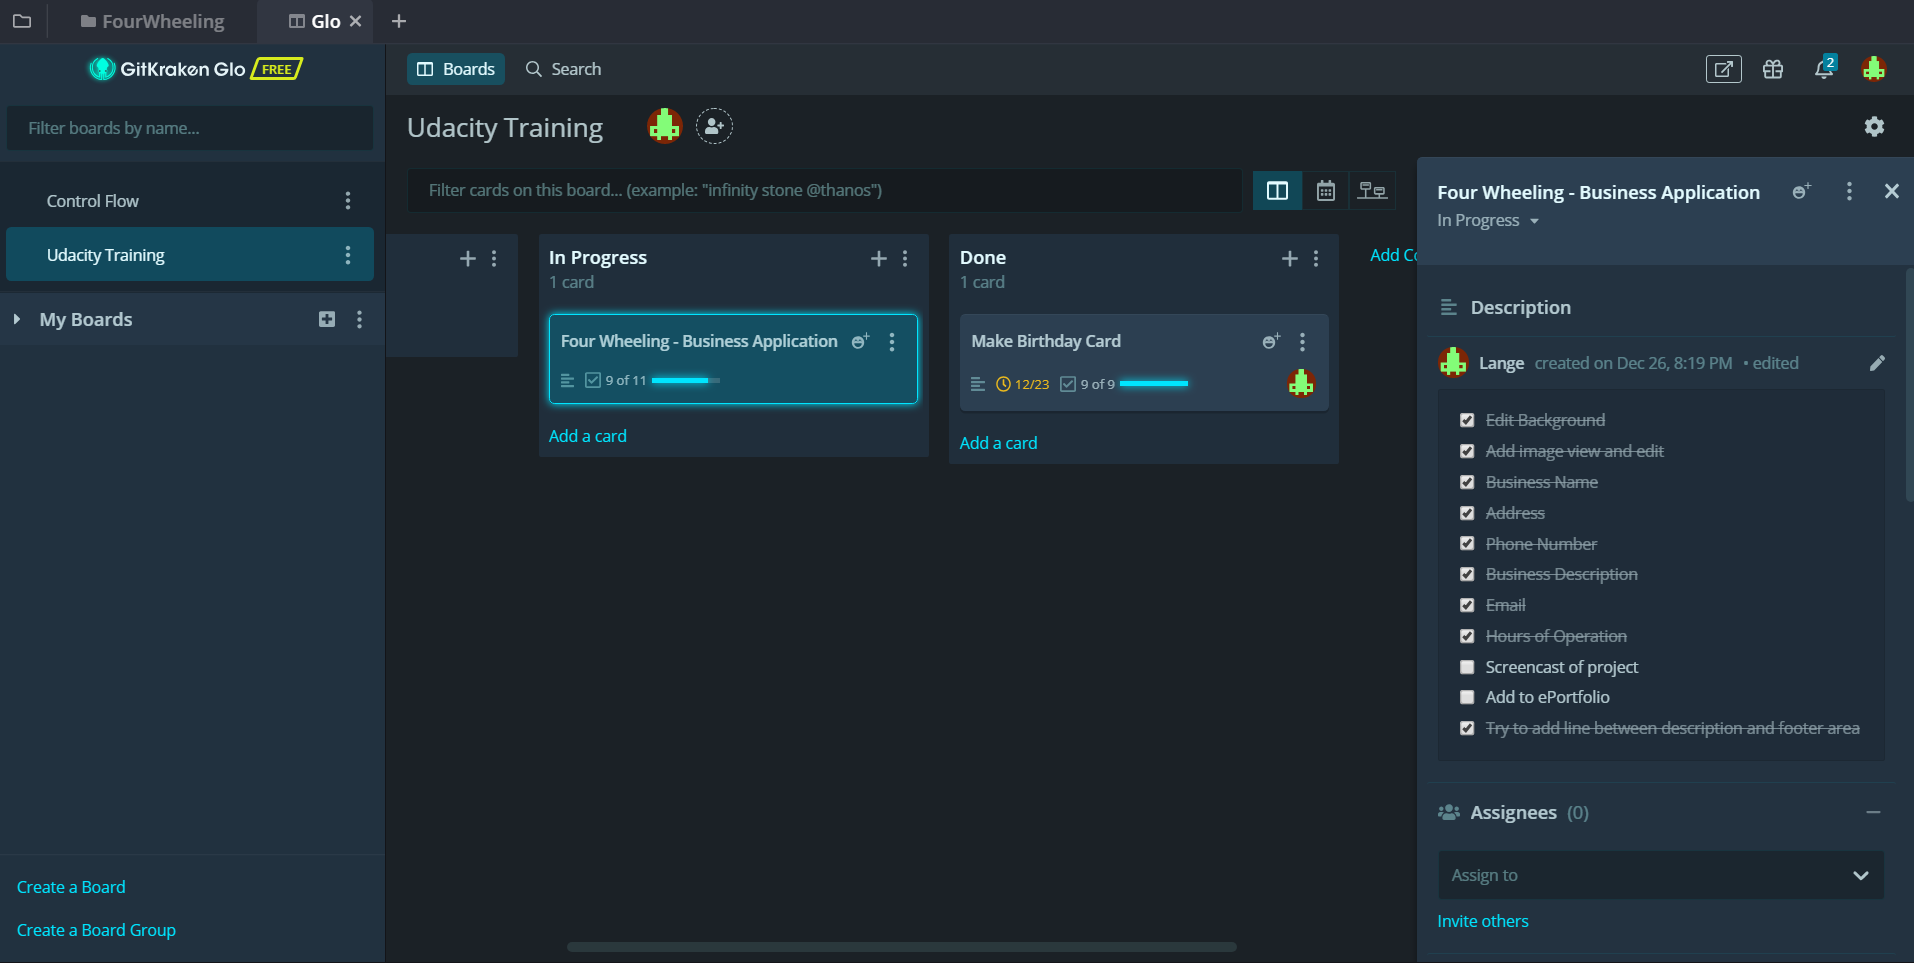 FourWheeling
Glo
GitKraken Glo FREE
Boards
Search
2
Filter boards by name...
Udacity Training
Filter cards on this board... (example: "infinity stone @thanos")
Control Flow
Udacity Training
My Boards
Create a Board
Create a Board Group
In Progress
1 card
Four Wheeling - Business Application
9 of 11
Add a card
Done
1 card
Make Birthday Card
12/23
9 of 9
Add a card
Add Co
Four Wheeling - Business Application
In Progress
Description
Lange created on Dec 26, 8:19 PM • edited
Edit Background
Add image view and edit
Business Name
Address
Phone Number
Business Description
Email
Hours of Operation
Screencast of project
Add to ePortfolio
Try to add line between description and footer area
Assignees (0)
Assign to
Invite others